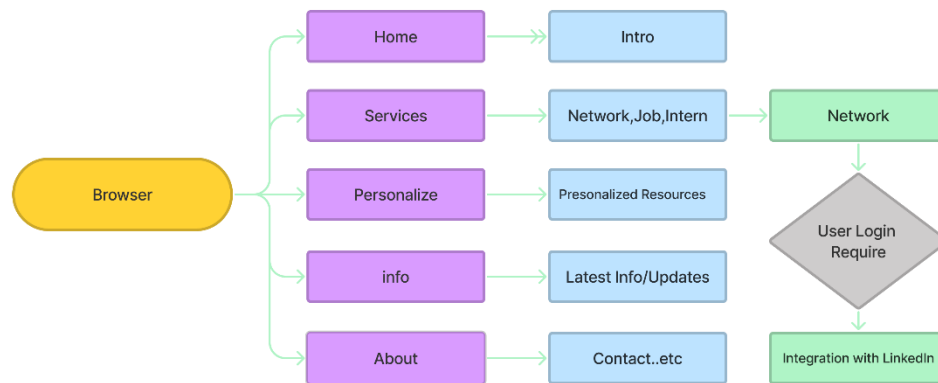 Home
Intro
Services
Network,Job,Intern
Network
Browser
Personalize
Presonalized Resources
User Login
Require
info
Latest Info/Updates
About
Contact..etc
Integration with LinkedIn